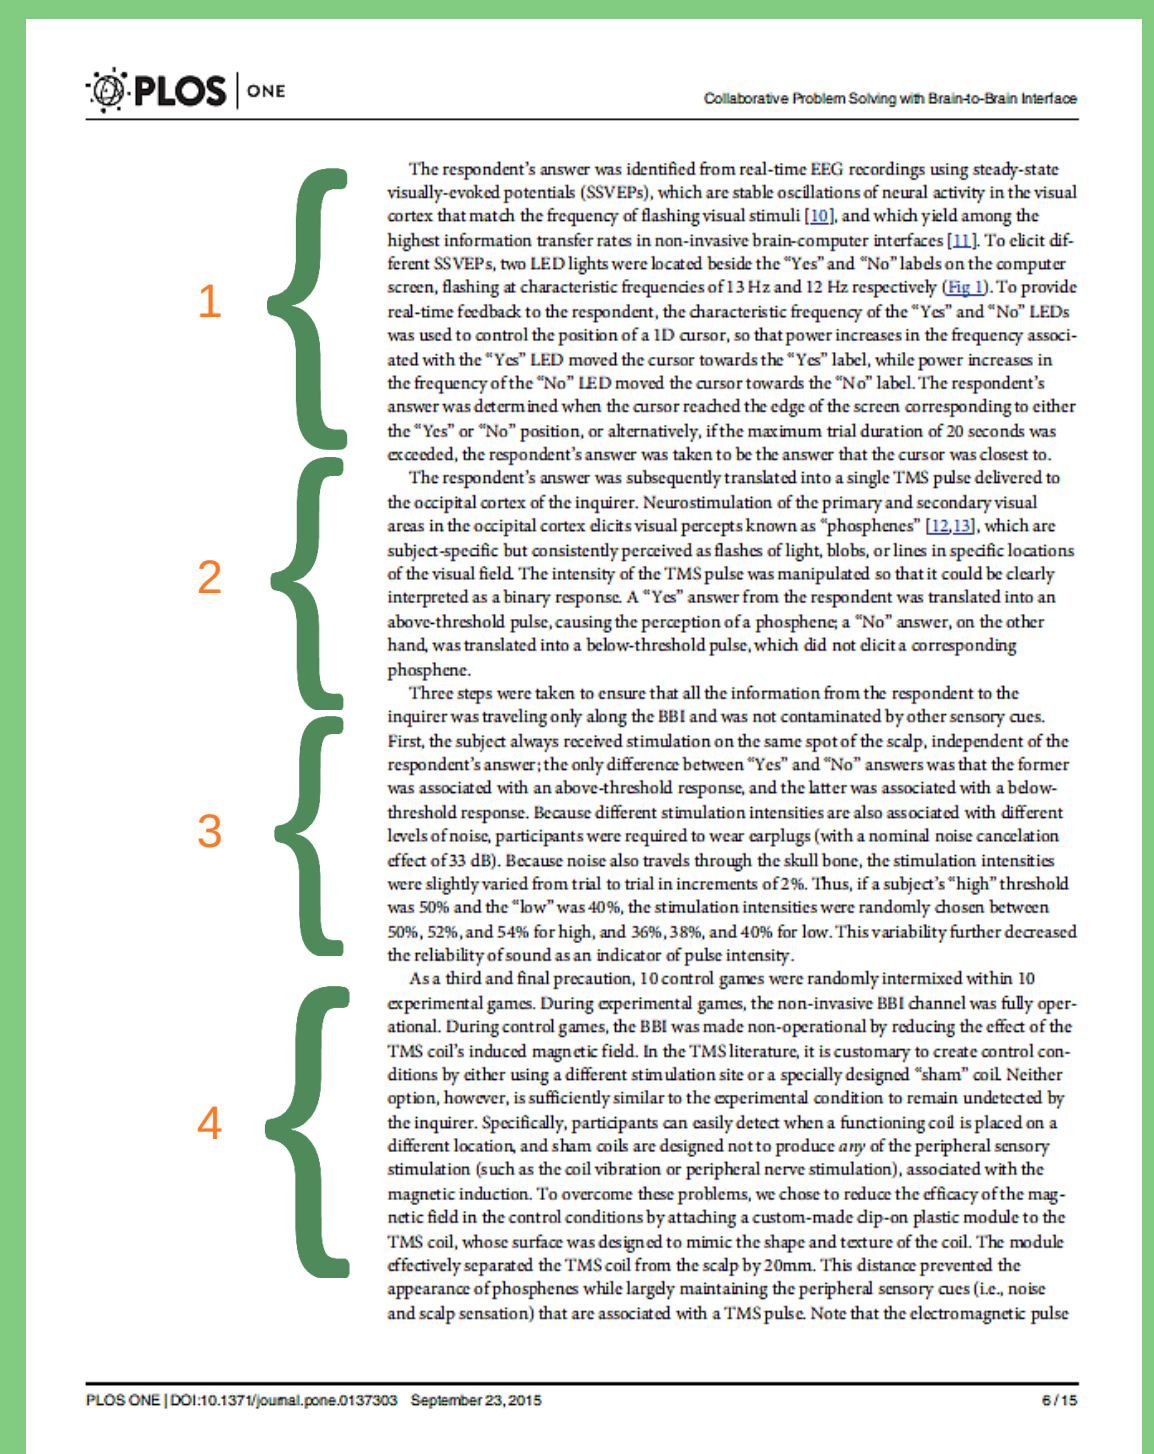 PLOS ONE
Collaborative Problem Solving with Brain-to-Brain Interface
The respondent's answer was identified from real-time EEG recordings using steady-state
visually-evoked potentials (SSVEPs), which are stable oscillations of neural activity in the visual
cortex that match the frequency of flashing visual stimuli [10], and which yield among the
highest information transfer rates in non-invasive brain-computer interfaces [11]. To elicit dif-
ferent SSVEPs, two LED lights were located beside the “Yes” and “No” labels on the computer
screen, flashing at characteristic frequencies of 13 Hz and 12 Hz respectively (Fig 1). To provide
real-time feedback to the respondent, the characteristic frequency of the “Yes” and “No” LEDs
was used to control the position of a 1D cursor, so that power increases in the frequency associ-
ated with the “Yes” LED moved the cursor towards the “Yes” label, while power increases in
the frequency of the “No” LED moved the cursor towards the “No” label. The respondent's
answer was determined when the cursor reached the edge of the screen corresponding to either
the “Yes” or “No” position, or alternatively, if the maximum trial duration of 20 seconds was
exceeded, the respondent's answer was taken to be the answer that the cursor was closest to.
1
The respondent's answer was subsequently translated into a single TMS pulse delivered to
the occipital cortex of the inquirer. Neurostimulation of the primary and secondary visual
areas in the occipital cortex elicits visual percepts known as “phosphenes” [12,13], which are
subject-specific but consistently perceived as flashes of light, blobs, or lines in specific locations
of the visual field. The intensity of the TMS pulse was manipulated so that it could be clearly
interpreted as a binary response. A “Yes” answer from the respondent was translated into an
above-threshold pulse, causing the perception of a phosphene; a “No” answer, on the other
hand, was translated into a below-threshold pulse, which did not elicit a corresponding
phosphene.
2
Three steps were taken to ensure that all the information from the respondent to the
inquirer was traveling only along the BBI and was not contaminated by other sensory cues.
First, the subject always received stimulation on the same spot of the scalp, independent of the
respondent's answer; the only difference between “Yes” and “No” answers was that the former
was associated with an above-threshold response, and the latter was associated with a below-
threshold response. Because different stimulation intensities are also associated with different
levels of noise, participants were required to wear earplugs (with a nominal noise cancelation
effect of 33 dB). Because noise also travels through the skull bone, the stimulation intensities
were slightly varied from trial to trial in increments of 2%. Thus, if a subject's “high” threshold
was 50% and the “low” was 40%, the stimulation intensities were randomly chosen between
50%, 52%, and 54% for high, and 36%, 38%, and 40% for low. This variability further decreased
the reliability of sound as an indicator of pulse intensity.
3
As a third and final precaution, 10 control games were randomly intermixed within 10
experimental games. During experimental games, the non-invasive BBI channel was fully oper-
ational. During control games, the BBI was made non-operational by reducing the effect of the
TMS coil's induced magnetic field. In the TMS literature, it is customary to create control con-
ditions by either using a different stimulation site or a specially designed “sham” coil. Neither
option, however, is sufficiently similar to the experimental condition to remain undetected by
the inquirer. Specifically, participants can easily detect when a functioning coil is placed on a
different location, and sham coils are designed not to produce any of the peripheral sensory
stimulation (such as the coil vibration or peripheral nerve stimulation), associated with the
magnetic induction. To overcome these problems, we chose to reduce the efficacy of the mag-
netic field in the control conditions by attaching a custom-made clip-on plastic module to the
TMS coil, whose surface was designed to mimic the shape and texture of the coil. The module
effectively separated the TMS coil from the scalp by 20mm. This distance prevented the
appearance of phosphenes while largely maintaining the peripheral sensory cues (i.e., noise
and scalp sensation) that are associated with a TMS pulse. Note that the electromagnetic pulse
4
PLOS ONE | DOI:10.1371/journal.pone.0137303 September 23, 2015
6 / 15